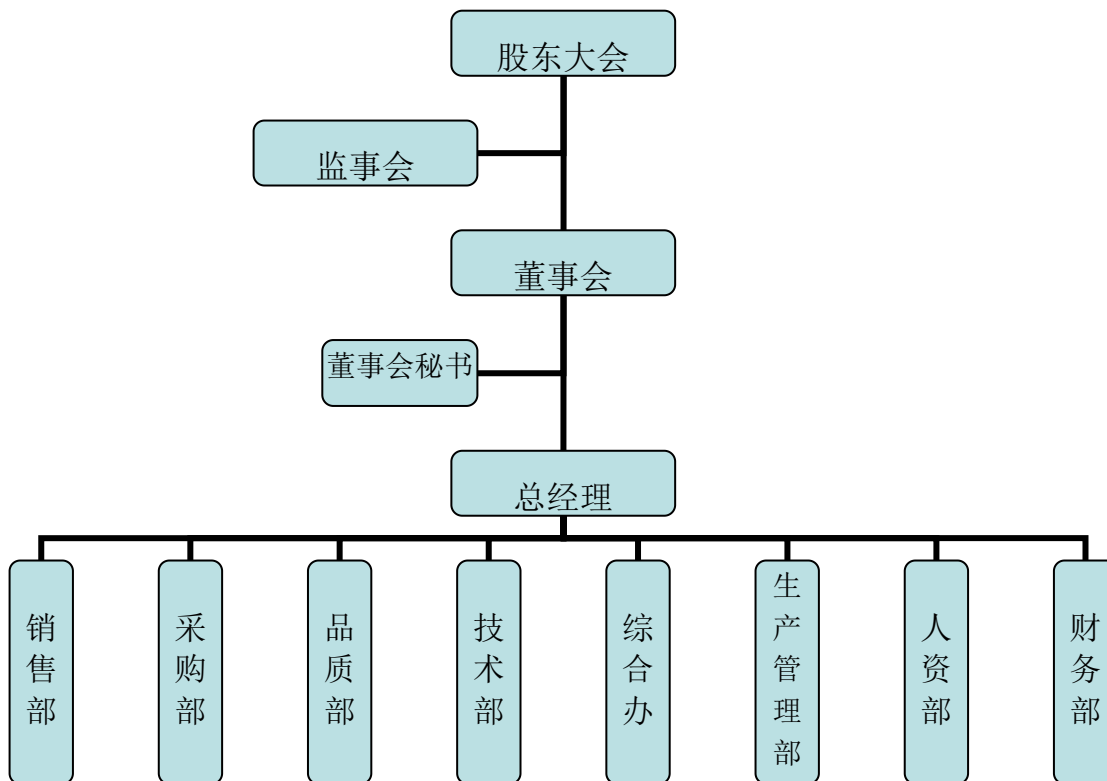 股东大会
监事会
董事会
董事会秘书
总经理
销售部
采购部
品质部
技术部
综合办
生产管理部
人资部
财务部